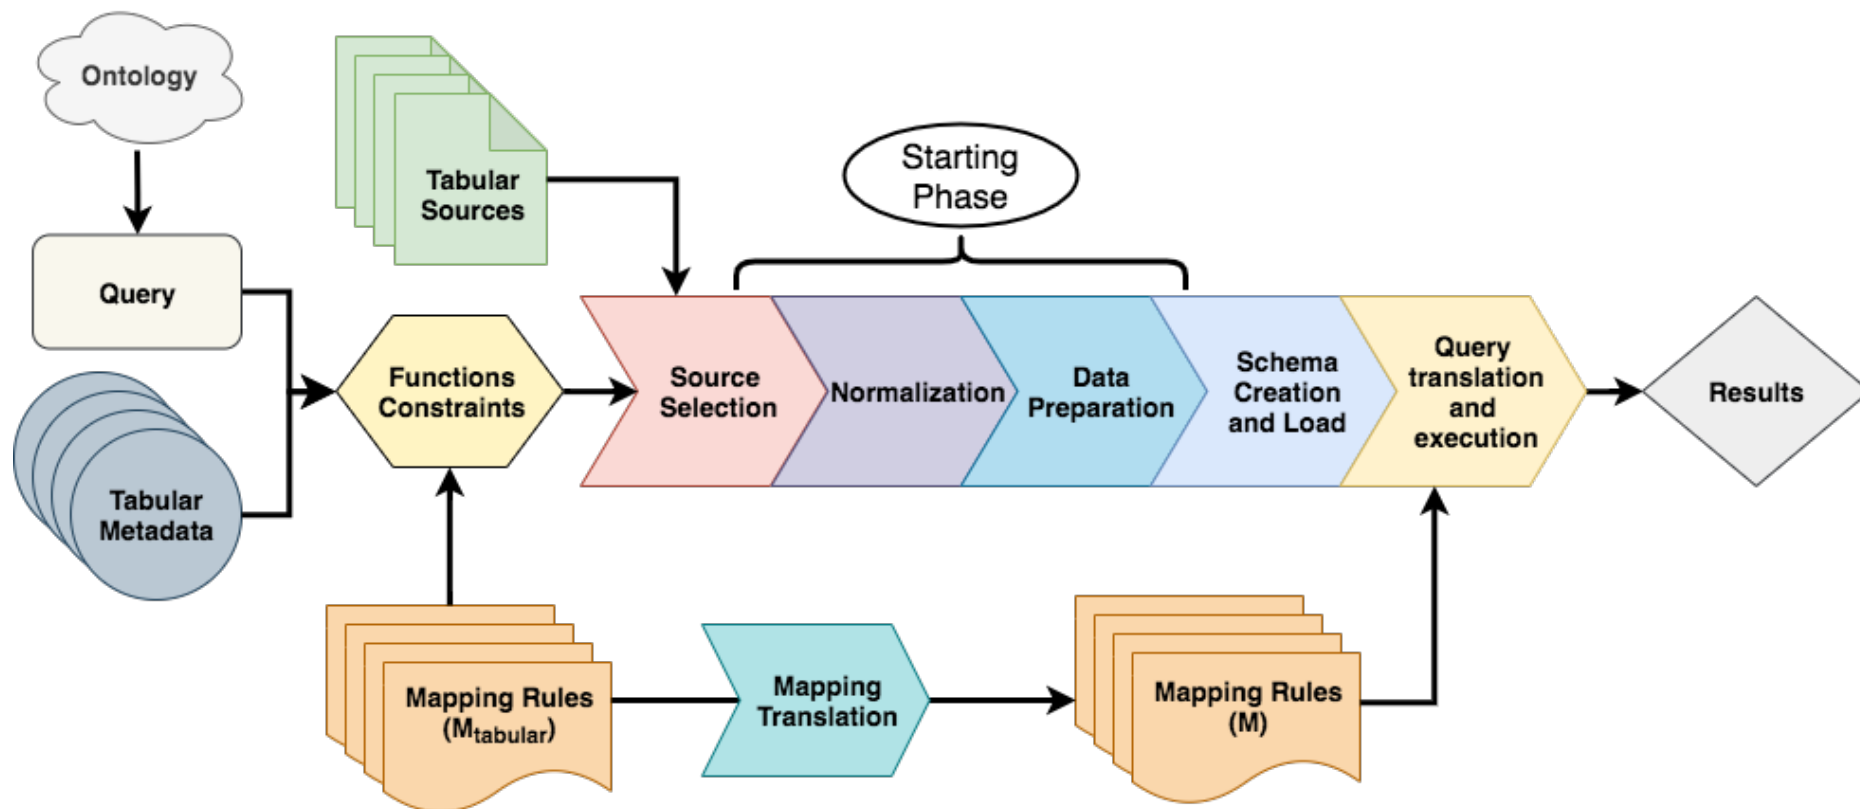 Ontology
Tabular
Sources
Starting
Phase
Query
Functions
Constraints
Source
Selection
Normalization
Data
Preparation
Schema
Creation
and Load
Query
translation
and
execution
Results
Tabular
Metadata
Mapping Rules
(Mtabular)
Mapping
Translation
Mapping Rules
(M)